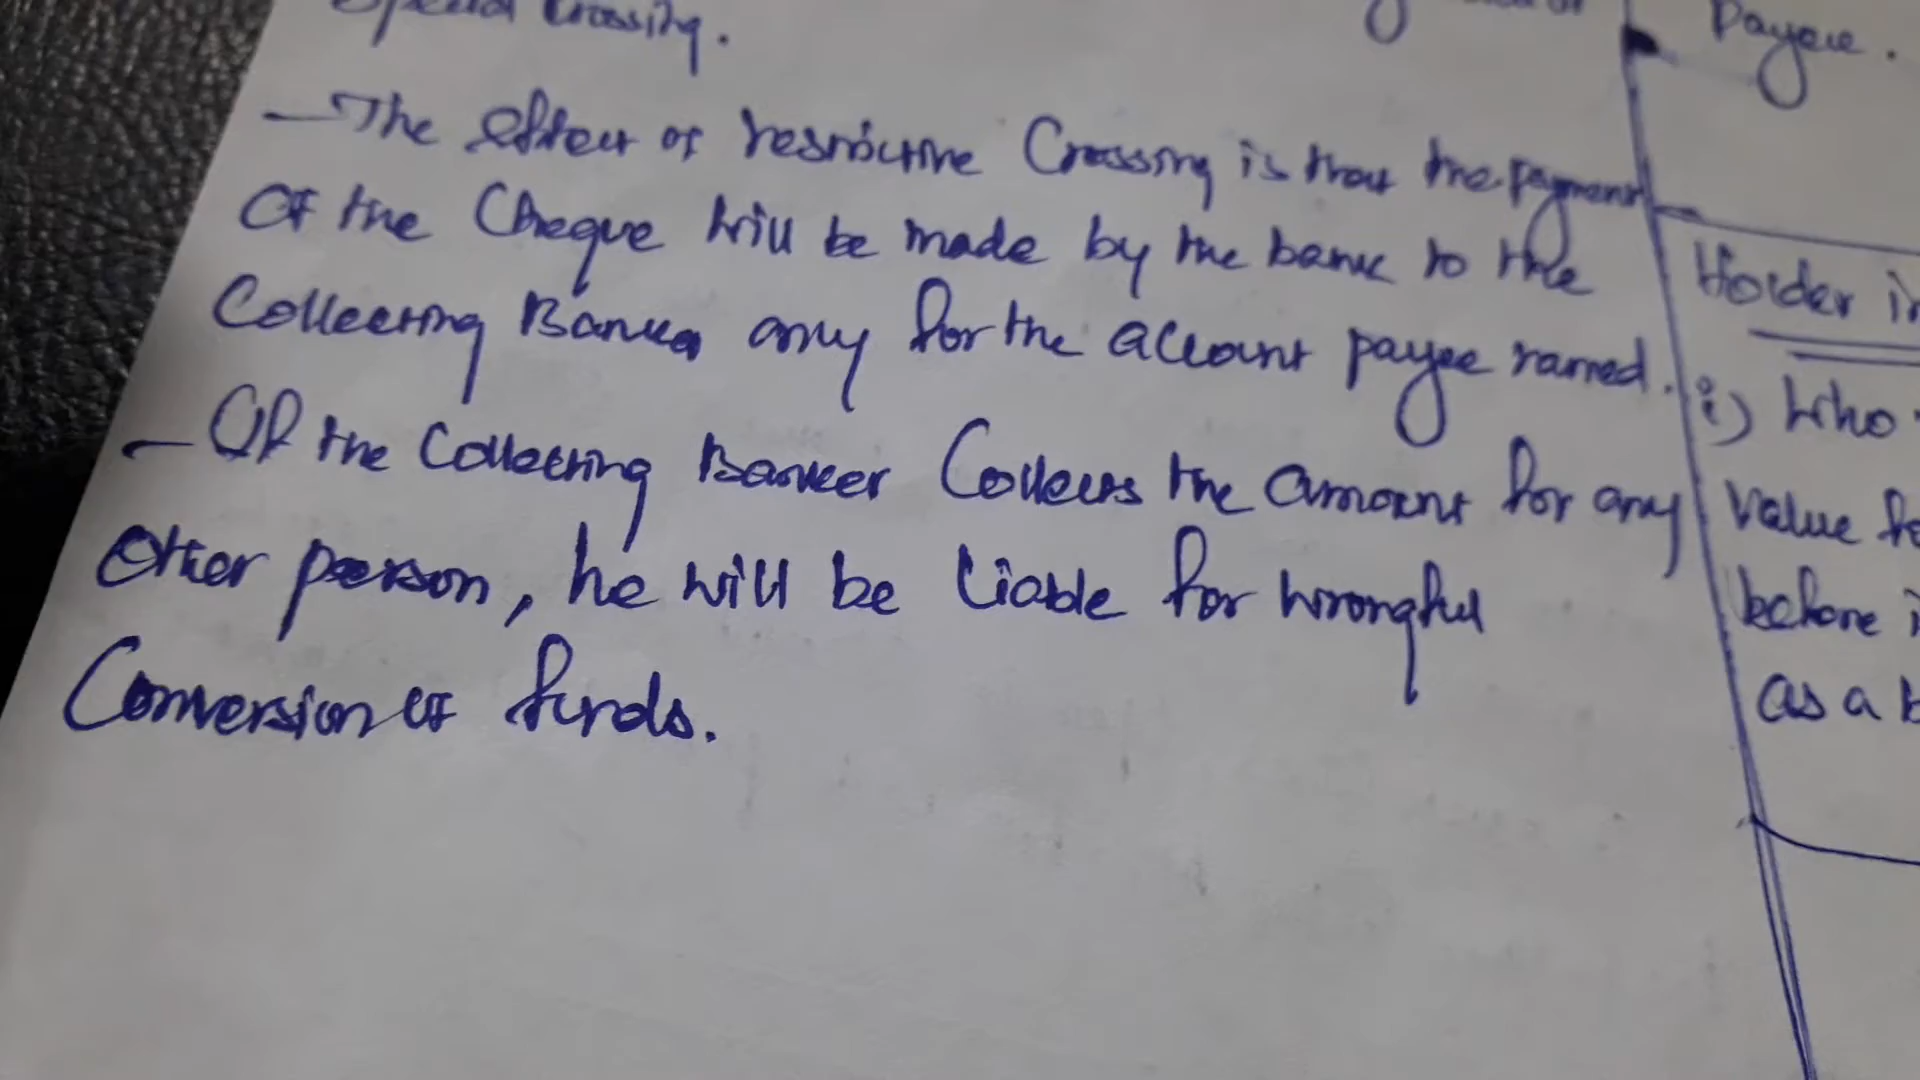 Special Crossing.
- The effect of restrictive Crossing is that the payment
of the Cheque will be made by the bank to the
Collecting Banker only for the account payee named.
- If the Collecting Banker Collects the amount for any
other person, he will be liable for wrongful
Conversion of funds.
Payee.
Holder in
i) Who
Value
before i
as a b